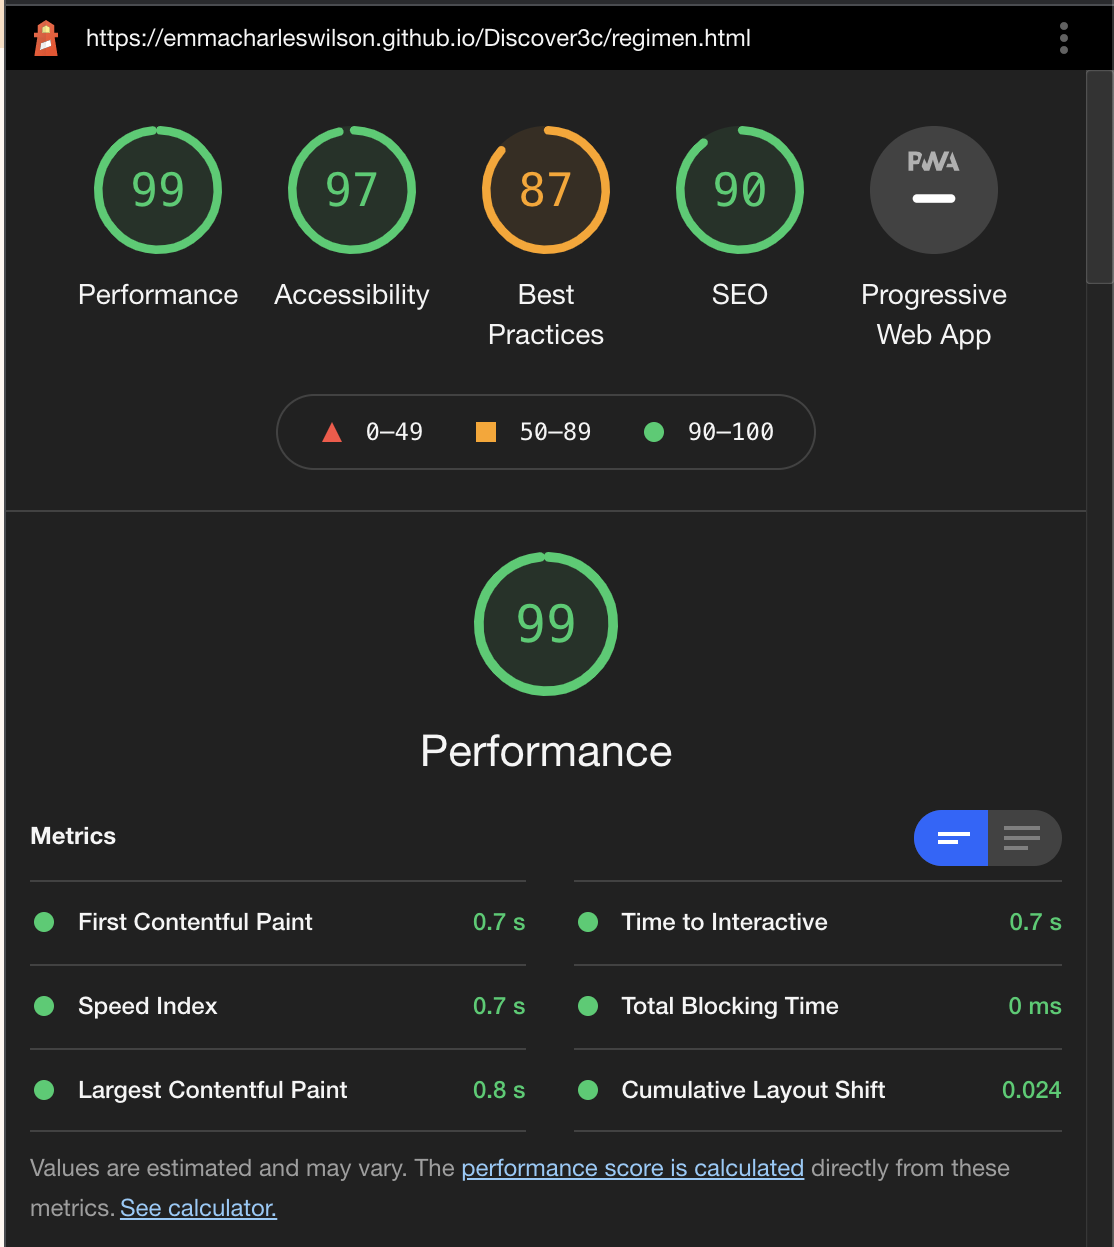 https://emmacharleswilson.github.io/Discover3c/regimen.html
99
97
87
90
PWA
Performance
Accessibility
Best
Practices
SEO
Progressive
Web App
0–49
50–89
90–100
99
Performance
Metrics
First Contentful Paint 0.7 s
Time to Interactive 0.7 s
Speed Index 0.7 s
Total Blocking Time 0 ms
Largest Contentful Paint 0.8 s
Cumulative Layout Shift 0.024
Values are estimated and may vary. The performance score is calculated directly from these
metrics. See calculator.